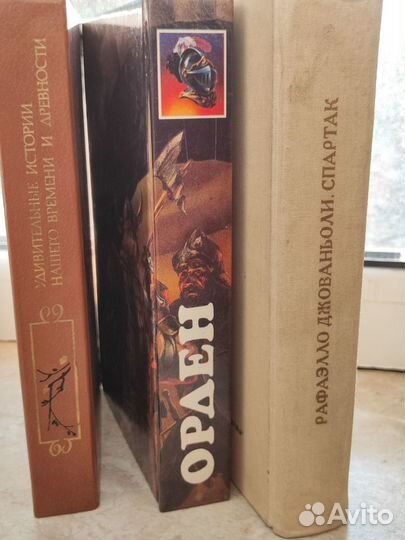 УДИВИТЕЛЬНЫЕ ИСТОРИИ
НАШЕГО ВРЕМЕНИ И ДРЕВНОСТИ
ОРДЕН
РАФАЭЛЛО ДЖОВАНЬОЛИ. СПАРТАК
Avito